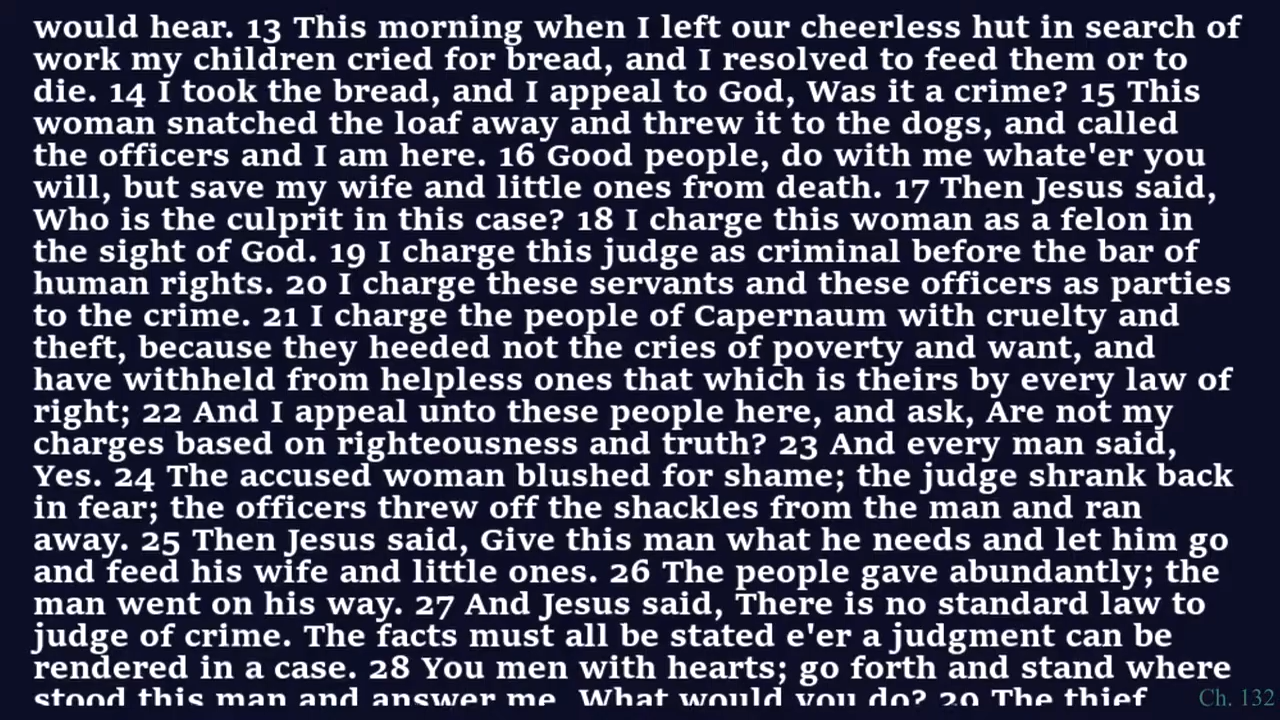 would hear. 13 This morning when I left our cheerless hut in search of
work my children cried for bread, and I resolved to feed them or to
die. 14 I took the bread, and I appeal to God, Was it a crime? 15 This
woman snatched the loaf away and threw it to the dogs, and called
the officers and I am here. 16 Good people, do with me whate'er you
will, but save my wife and little ones from death. 17 Then Jesus said,
Who is the culprit in this case? 18 I charge this woman as a felon in
the sight of God. 19 I charge this judge as criminal before the bar of
human rights. 20 I charge these servants and these officers as parties
to the crime. 21 I charge the people of Capernaum with cruelty and
theft, because they heeded not the cries of poverty and want, and
have withheld from helpless ones that which is theirs by every law of
right; 22 And I appeal unto these people here, and ask, Are not my
charges based on righteousness and truth? 23 And every man said,
Yes. 24 The accused woman blushed for shame; the judge shrank back
in fear; the officers threw off the shackles from the man and ran
away. 25 Then Jesus said, Give this man what he needs and let him go
and feed his wife and little ones. 26 The people gave abundantly; the
man went on his way. 27 And Jesus said, There is no standard law to
judge of crime. The facts must all be stated e'er a judgment can be
rendered in a case. 28 You men with hearts; go forth and stand where
stood this man and answer me, What would you do? 29 The thief
Ch. 132